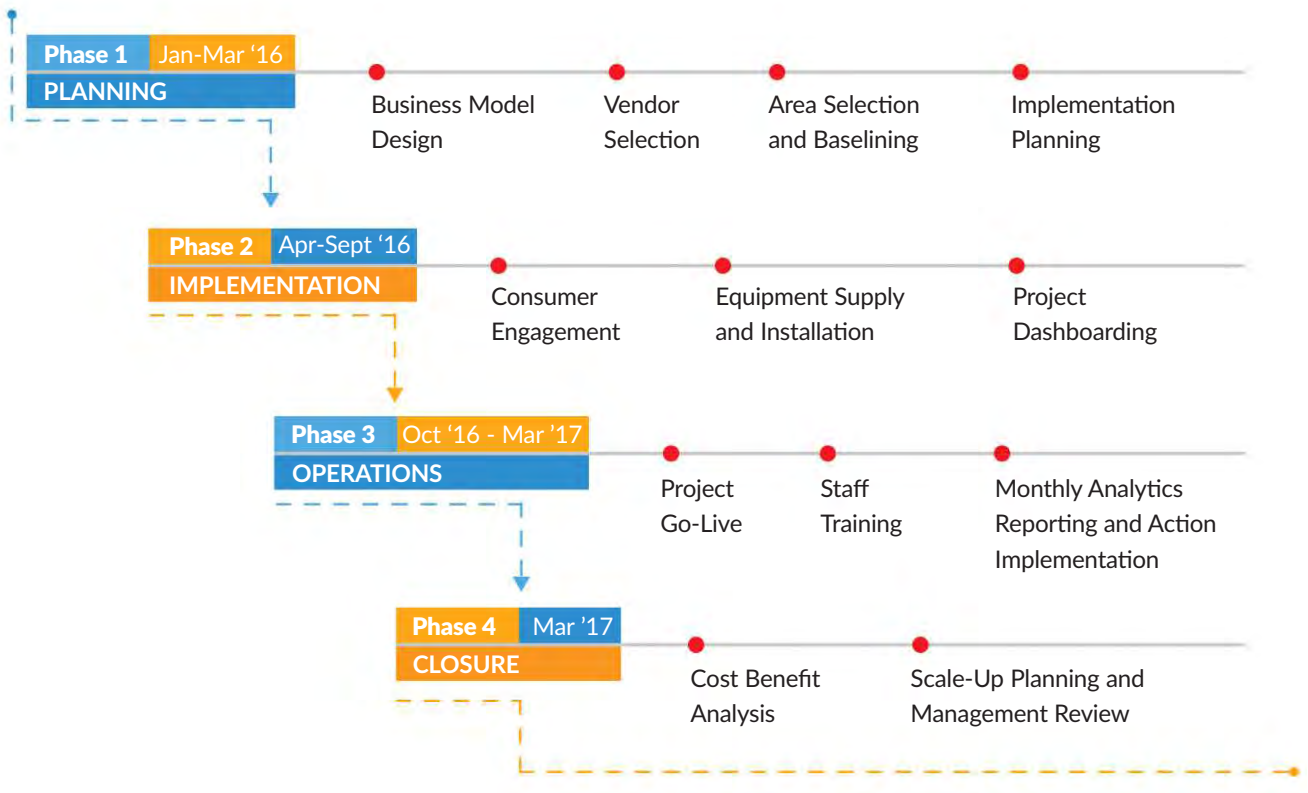 Phase 1 Jan-Mar ‘16
PLANNING
Business Model
Design
Vendor
Selection
Area Selection
and Baselining
Implementation
Planning
Phase 2 Apr-Sept ‘16
IMPLEMENTATION
Consumer
Engagement
Equipment Supply
and Installation
Project
Dashboarding
Phase 3 Oct ‘16 - Mar ’17
OPERATIONS
Project
Go-Live
Staff
Training
Monthly Analytics
Reporting and Action
Implementation
Phase 4 Mar ’17
CLOSURE
Cost Benefit
Analysis
Scale-Up Planning and
Management Review